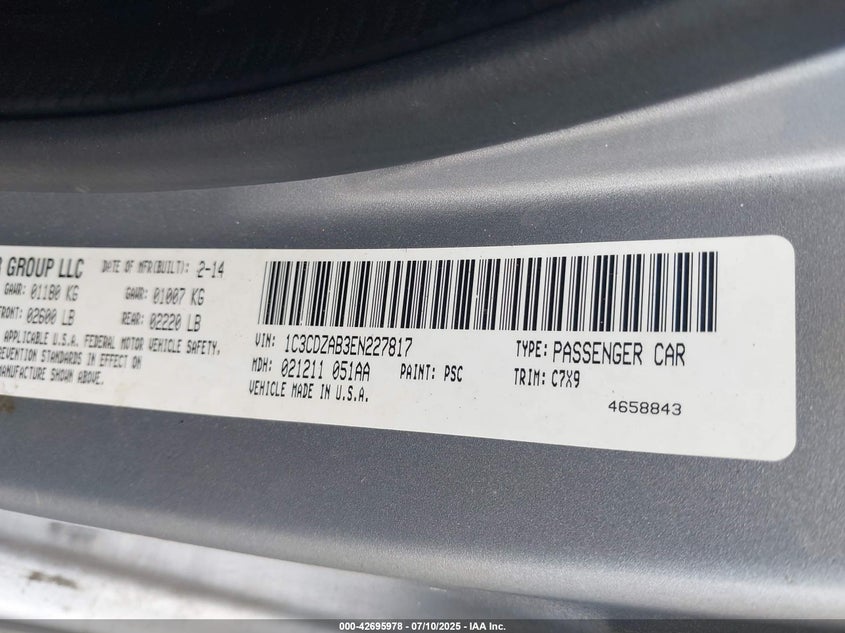 GROUP LLC DATE OF MFR(BUILT): 2-14
GAWR: 01180 KG GAWR: 01007 KG
FRONT: 02600 LB REAR: 02220 LB
APPLICABLE U.S.A. FEDERAL MOTOR VEHICLE SAFETY,
REVENTION STANDARDS IN EFFECT ON
MANUFACTURE SHOWN ABOVE.
VIN: 1C3CDZAB3EN227817 TYPE: PASSENGER CAR
MDH: 021211 051AA PAINT: PSC TRIM: C7X9
VEHICLE MADE IN U.S.A.
4658843
000-42695978 - 07/10/2025 - IAA Inc.